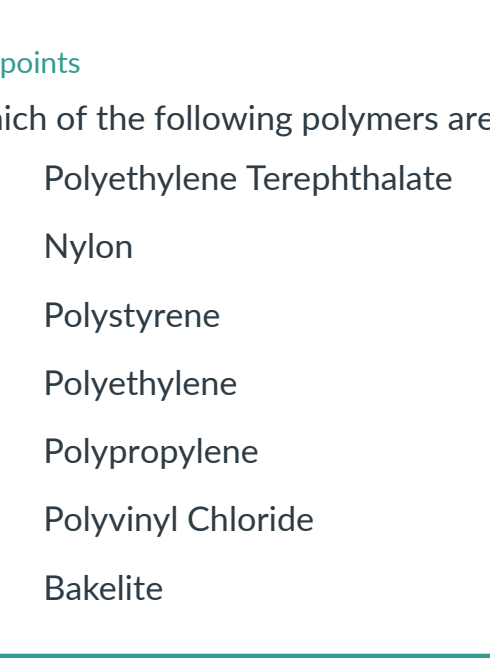 points
ich of the following polymers are
Polyethylene Terephthalate
Nylon
Polystyrene
Polyethylene
Polypropylene
Polyvinyl Chloride
Bakelite